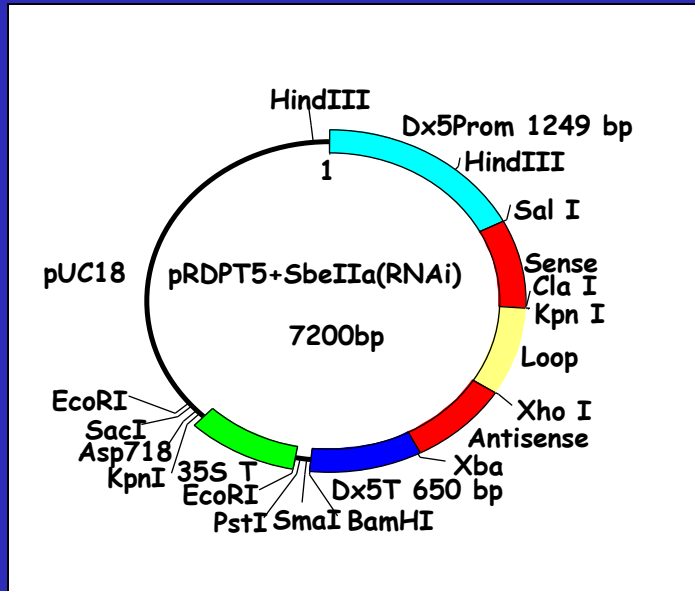 HindIII
Dx5Prom 1249 bp
HindIII
1
Sal I
pUC18
pRDPT5+SbeIIa(RNAi)
Sense
Cla I
Kpn I
7200bp
Loop
EcoRI
Xho I
SacI
Antisense
Asp718
Xba
KpnI
35S T
EcoRI
Dx5T 650 bp
PstI
SmaI
BamHI